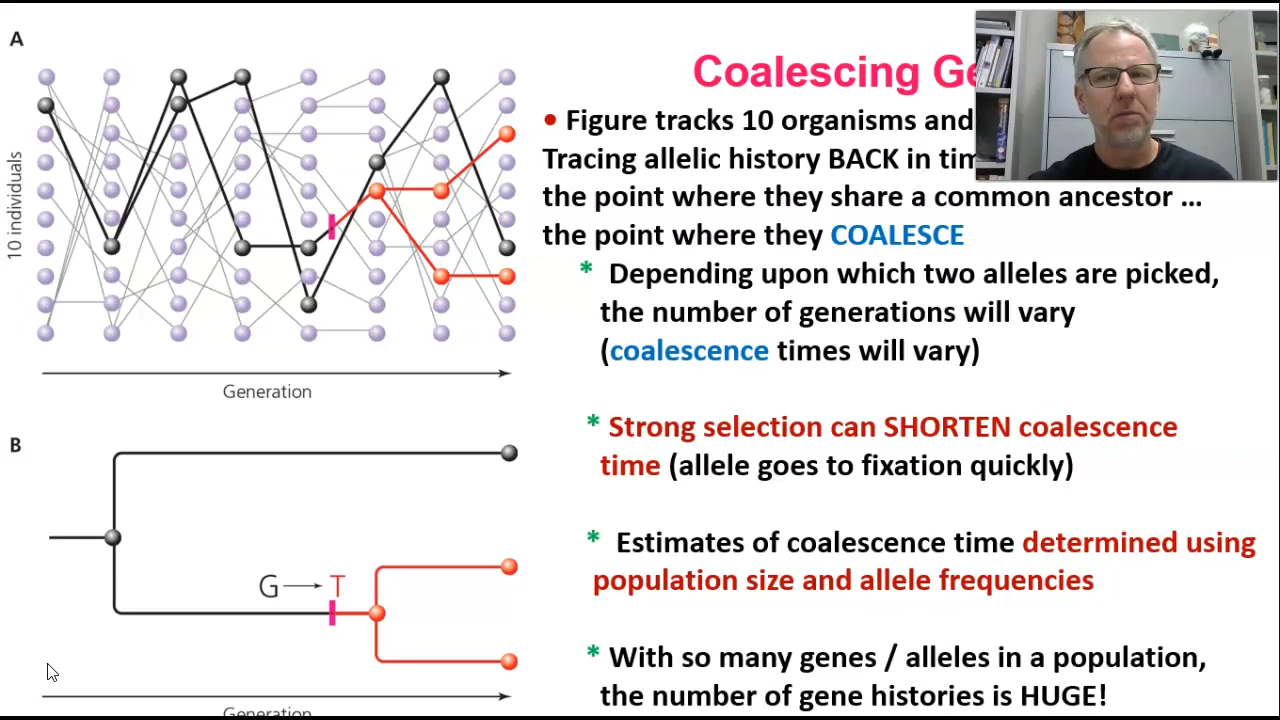 A
10 individuals
Generation
B
G → T
Generation
Coalescing
• Figure tracks 10 organisms and
Tracing allelic history BACK in
the point where they share a common ancestor ...
the point where they COALESCE
* Depending upon which two alleles are picked,
the number of generations will vary
(coalescence times will vary)
* Strong selection can SHORTEN coalescence
time (allele goes to fixation quickly)
* Estimates of coalescence time determined using
population size and allele frequencies
* With so many genes / alleles in a population,
the number of gene histories is HUGE!